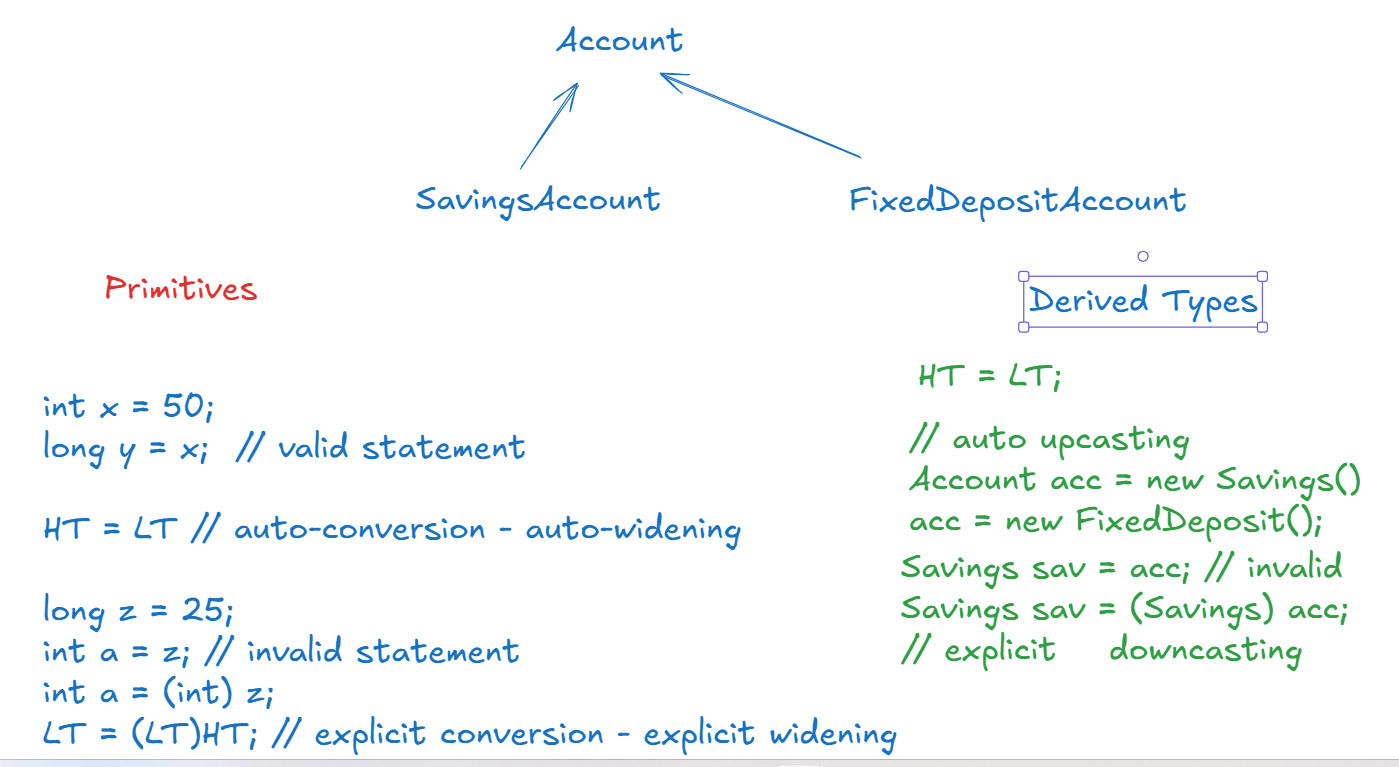 Account
SavingsAccount
FixedDepositAccount
Primitives
int x = 50;
long y = x; // valid statement
HT = LT // auto-conversion - auto-widening
long z = 25;
int a = z; // invalid statement
int a = (int) z;
LT = (LT)HT; // explicit conversion - explicit widening
Derived Types
HT = LT;
// auto upcasting
Account acc = new Savings()
acc = new FixedDeposit();
Savings sav = acc; // invalid
Savings sav = (Savings) acc;
// explicit downcasting